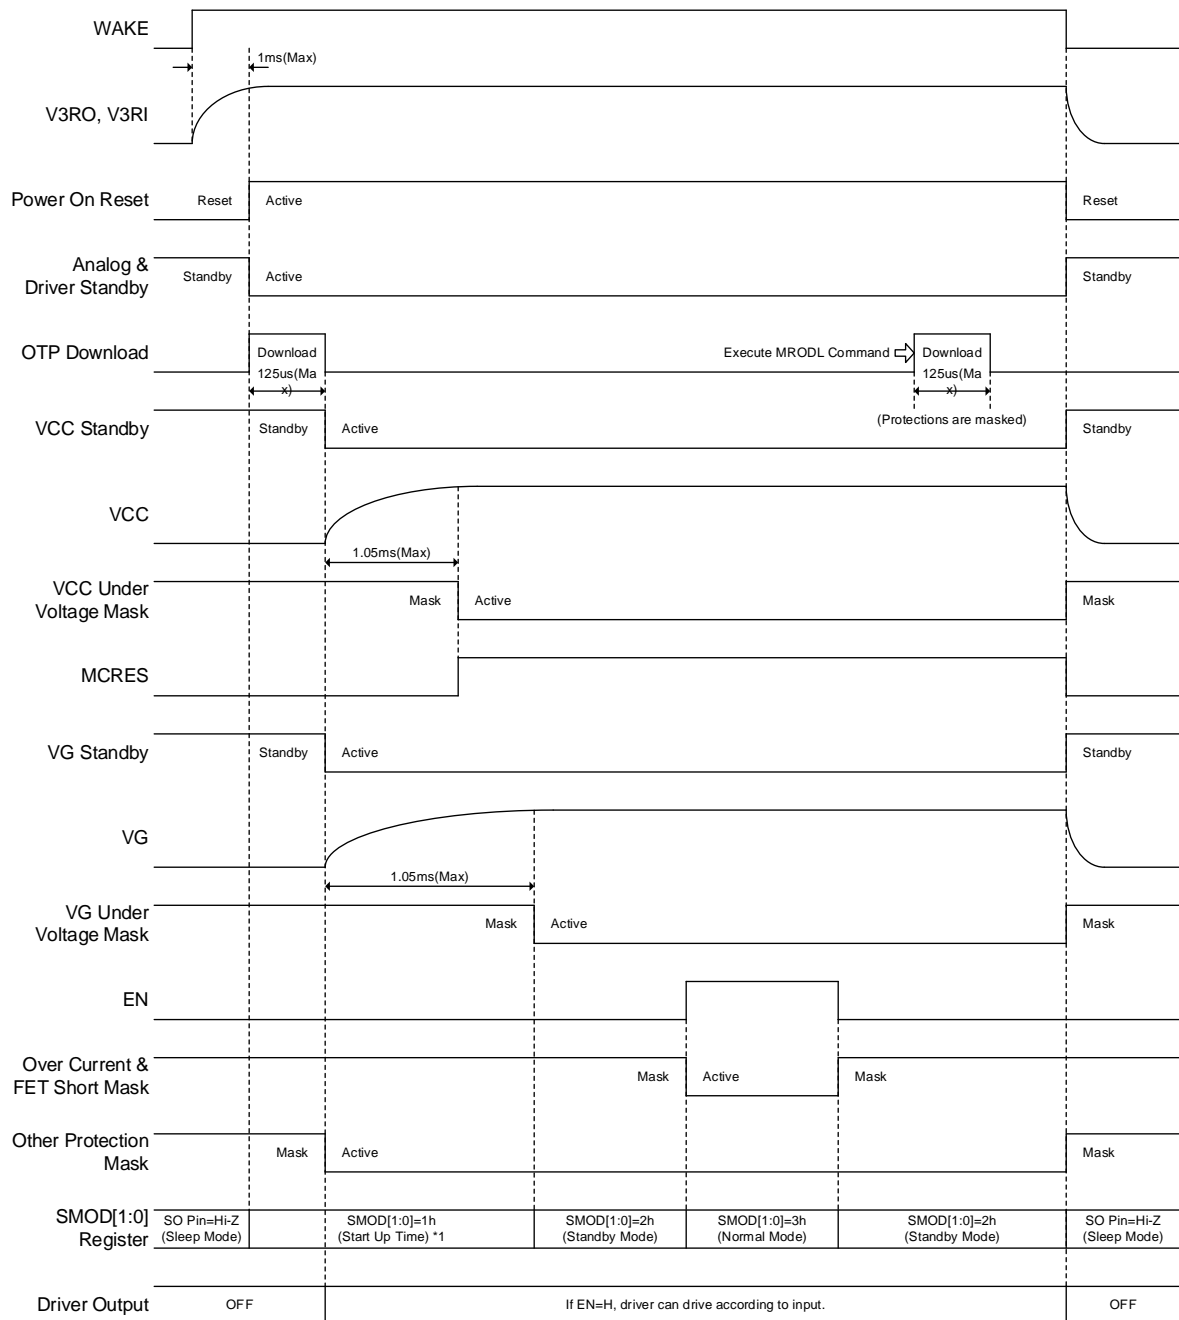 WAKE
1ms(Max)
V3RO, V3RI
Power On Reset
Reset
Active
Reset
Analog &
Driver Standby
Standby
Active
Standby
OTP Download
Download
125us(Ma
x)
Execute MRODL Command
Download
125us(Ma
x)
(Protections are masked)
VCC Standby
Standby
Active
Standby
VCC
1.05ms(Max)
VCC Under
Voltage Mask
Mask
Active
Mask
MCRES
VG Standby
Standby
Active
Standby
VG
1.05ms(Max)
VG Under
Voltage Mask
Mask
Active
Mask
EN
Over Current &
FET Short Mask
Mask
Active
Mask
Other Protection
Mask
Mask
Active
Mask
SMOD[1:0]
Register
SO Pin=Hi-Z
(Sleep Mode)
SMOD[1:0]=1h
(Start Up Time) *1
SMOD[1:0]=2h
(Standby Mode)
SMOD[1:0]=3h
(Normal Mode)
SMOD[1:0]=2h
(Standby Mode)
SO Pin=Hi-Z
(Sleep Mode)
Driver Output
OFF
If EN=H, driver can drive according to input.
OFF